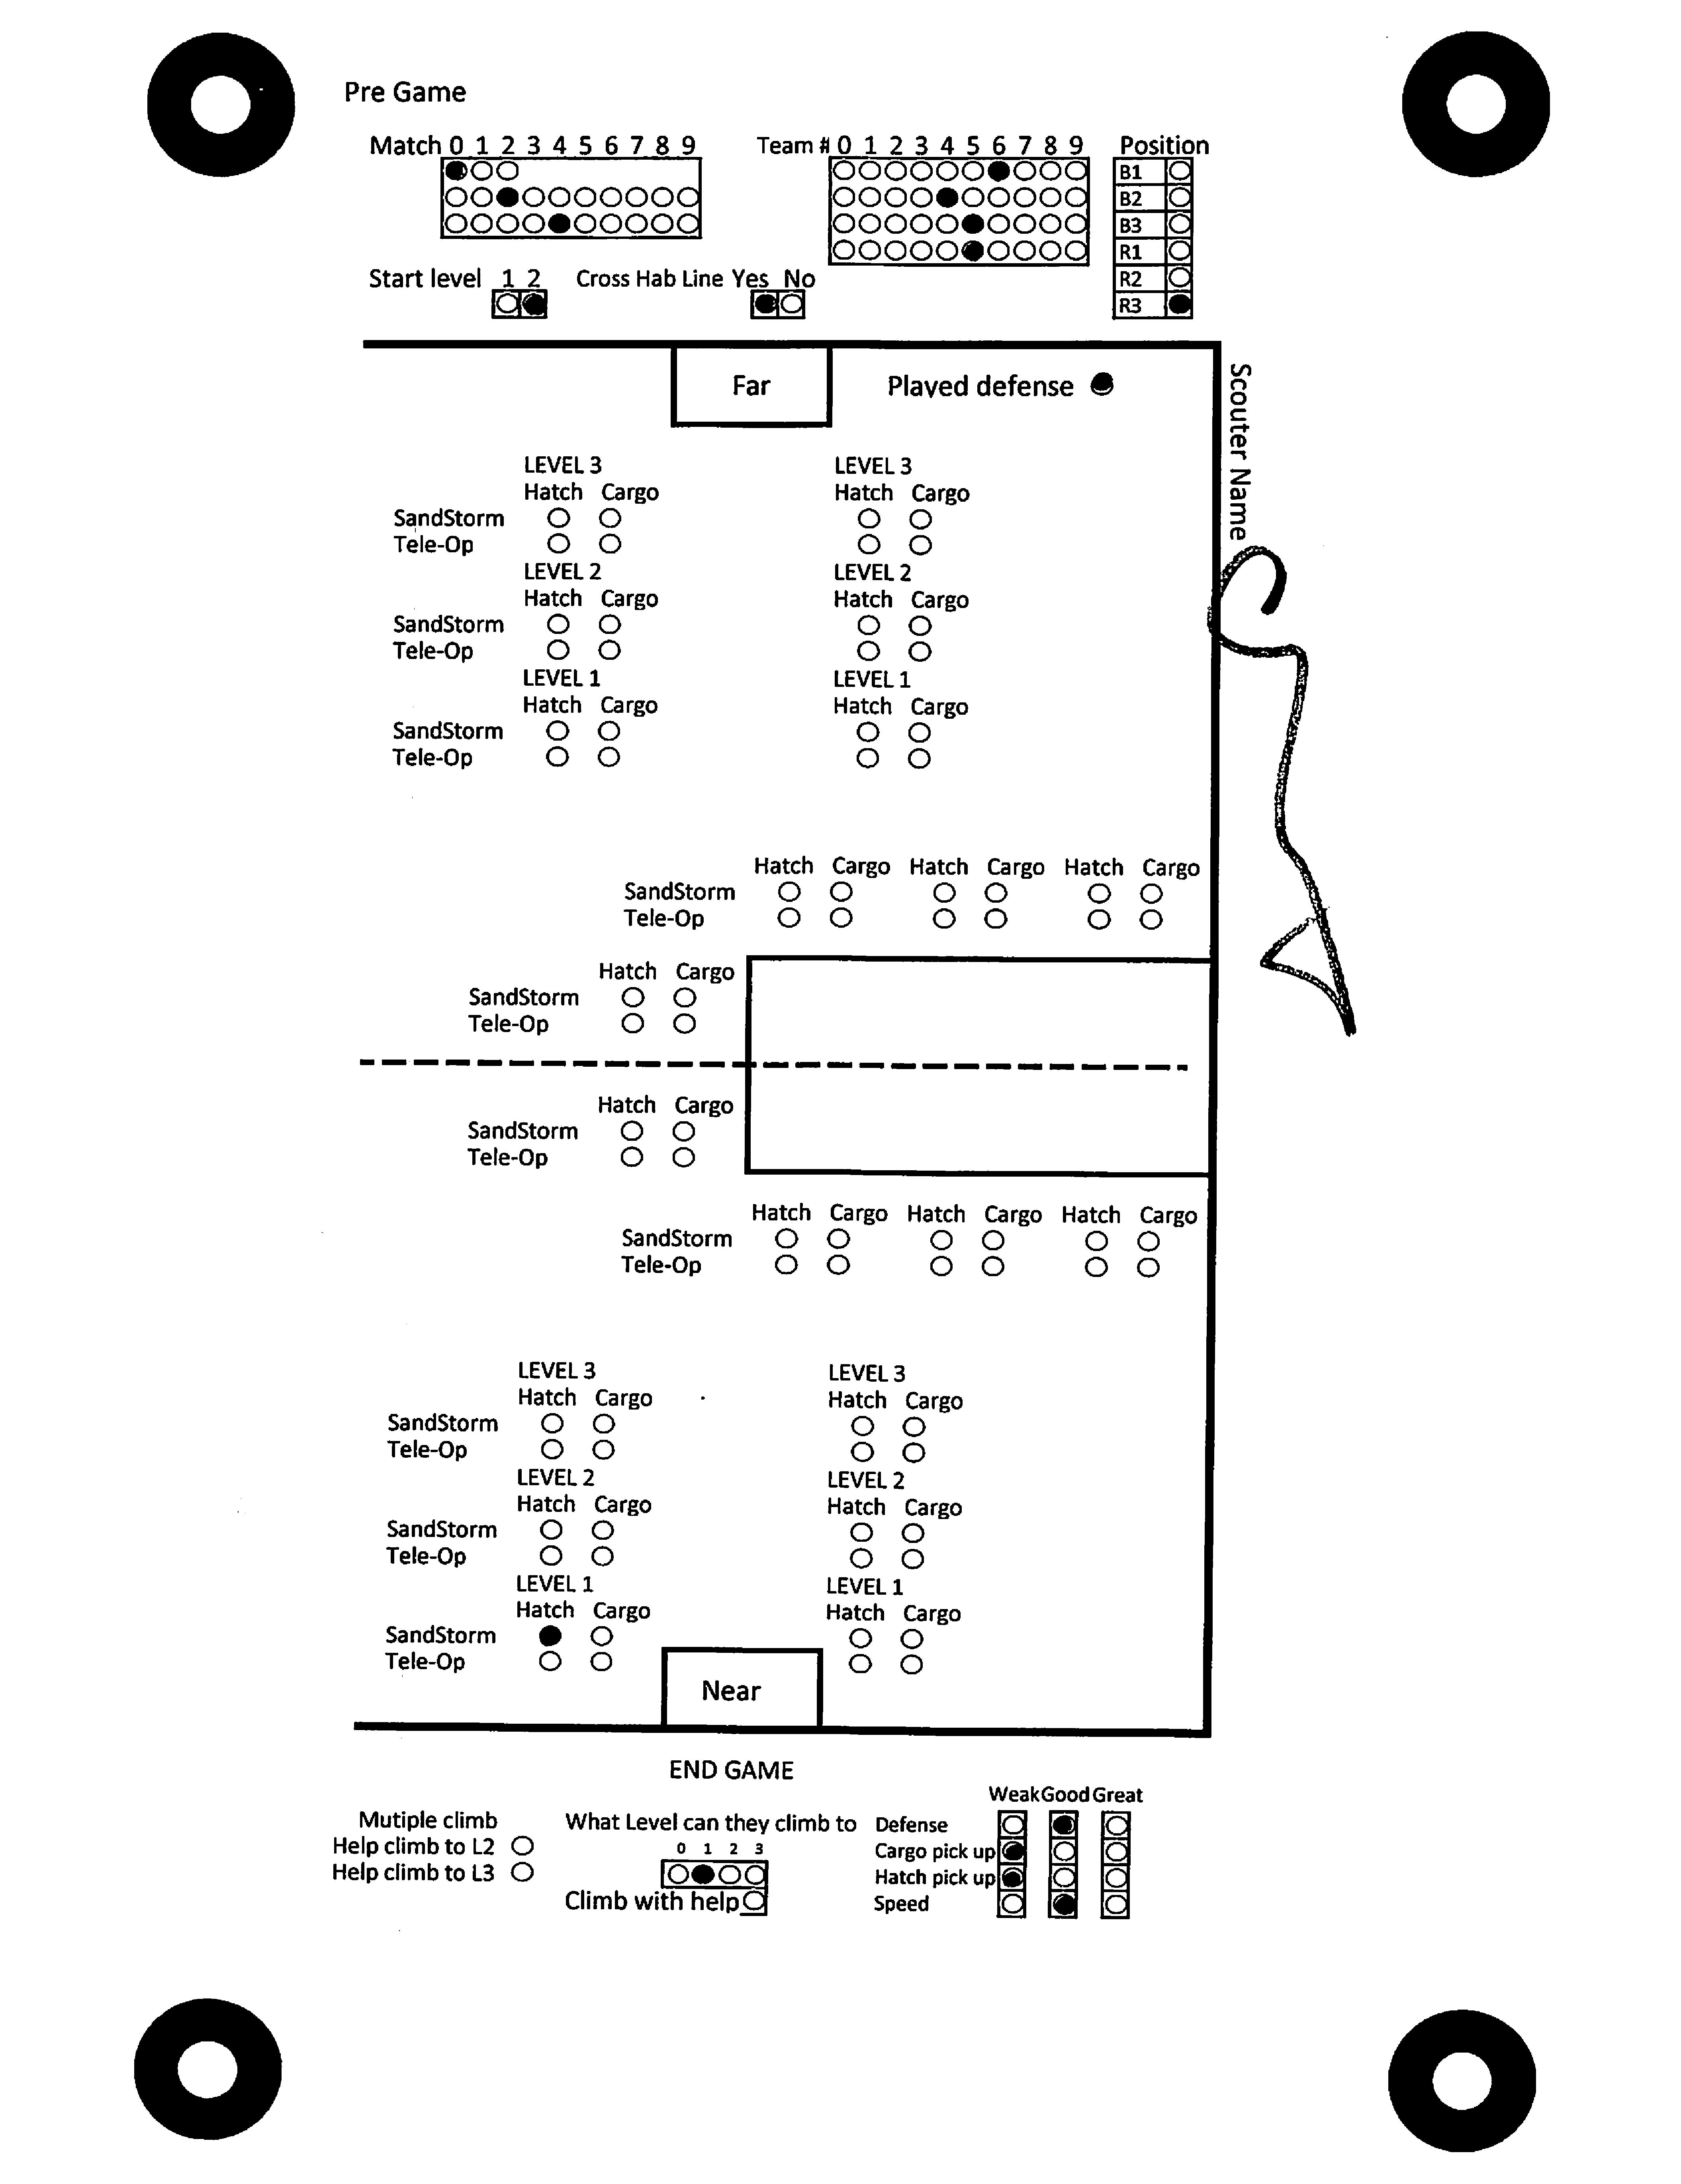 Pre Game
Match 0 1 2 3 4 5 6 7 8 9
Team # 0 1 2 3 4 5 6 7 8 9
Position
B1
B2
B3
R1
R2
R3
Start level 1 2
Cross Hab Line Yes No
Far
Played defense
Scouter Name
LEVEL 3 LEVEL 3
Hatch Cargo Hatch Cargo
SandStorm
Tele-Op
LEVEL 2 LEVEL 2
Hatch Cargo Hatch Cargo
SandStorm
Tele-Op
LEVEL 1 LEVEL 1
Hatch Cargo Hatch Cargo
SandStorm
Tele-Op
Hatch Cargo Hatch Cargo Hatch Cargo
SandStorm
Tele-Op
Hatch Cargo
SandStorm
Tele-Op
Hatch Cargo
SandStorm
Tele-Op
Hatch Cargo Hatch Cargo Hatch Cargo
SandStorm
Tele-Op
LEVEL 3 LEVEL 3
Hatch Cargo Hatch Cargo
SandStorm
Tele-Op
LEVEL 2 LEVEL 2
Hatch Cargo Hatch Cargo
SandStorm
Tele-Op
LEVEL 1 LEVEL 1
Hatch Cargo Hatch Cargo
SandStorm
Tele-Op
Near
END GAME
Mutiple climb
Help climb to L2
Help climb to L3
What Level can they climb to
0 1 2 3
Climb with help
Weak Good Great
Defense
Cargo pick up
Hatch pick up
Speed